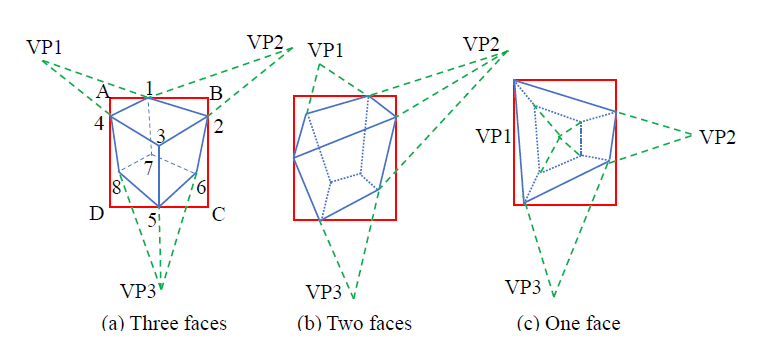 VP1
VP2
A
1
B
4
2
3
7
8
6
D
5
C
VP3
(a) Three faces
VP1
VP2
VP3
(b) Two faces
VP1
VP2
VP3
(c) One face